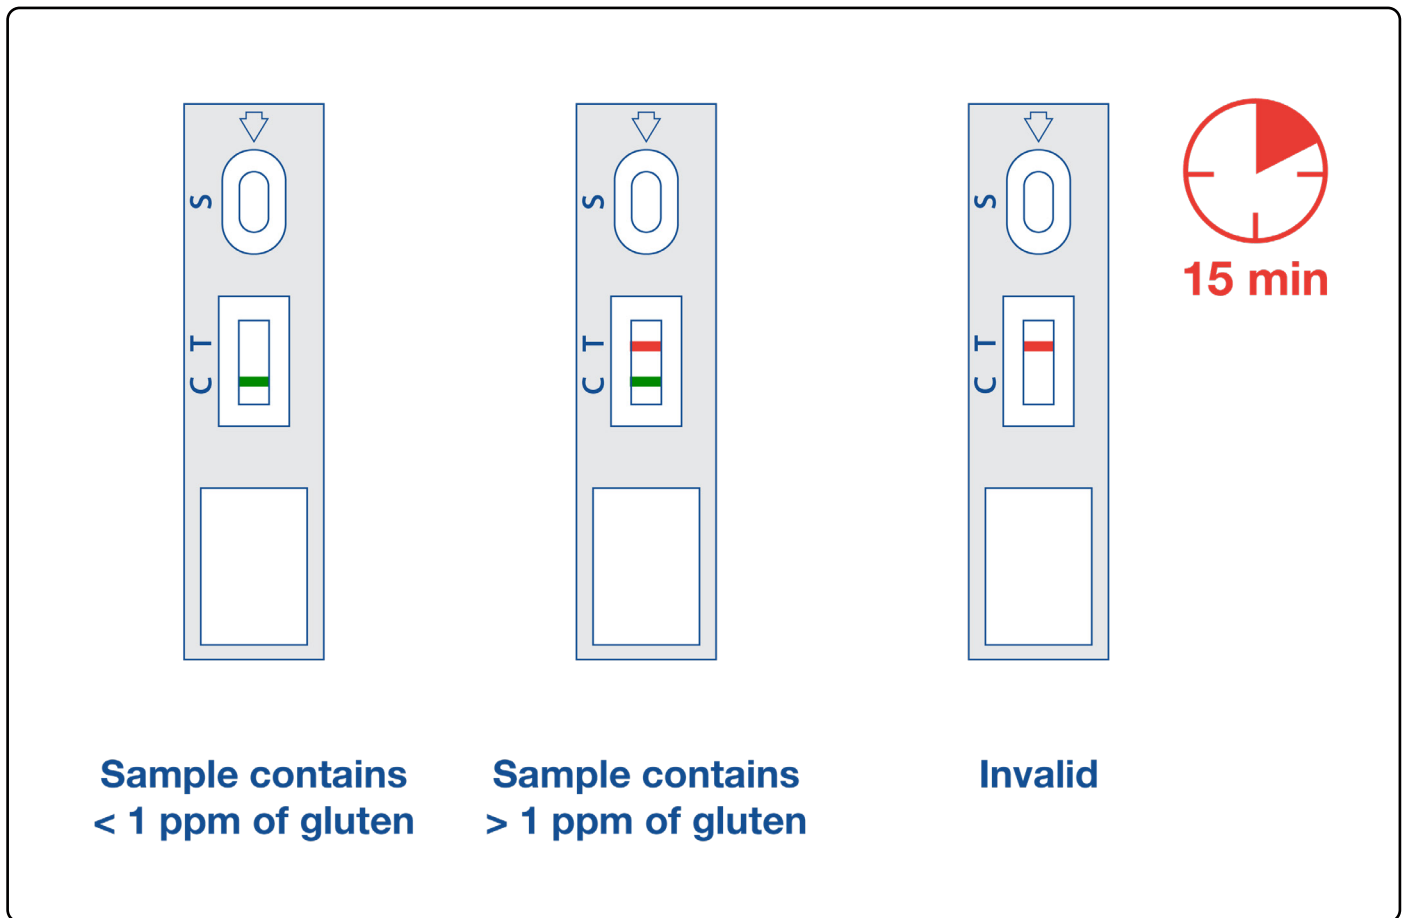 S
T
C
S
T
C
S
T
C
15 min
Sample contains
< 1 ppm of gluten
Sample contains
> 1 ppm of gluten
Invalid